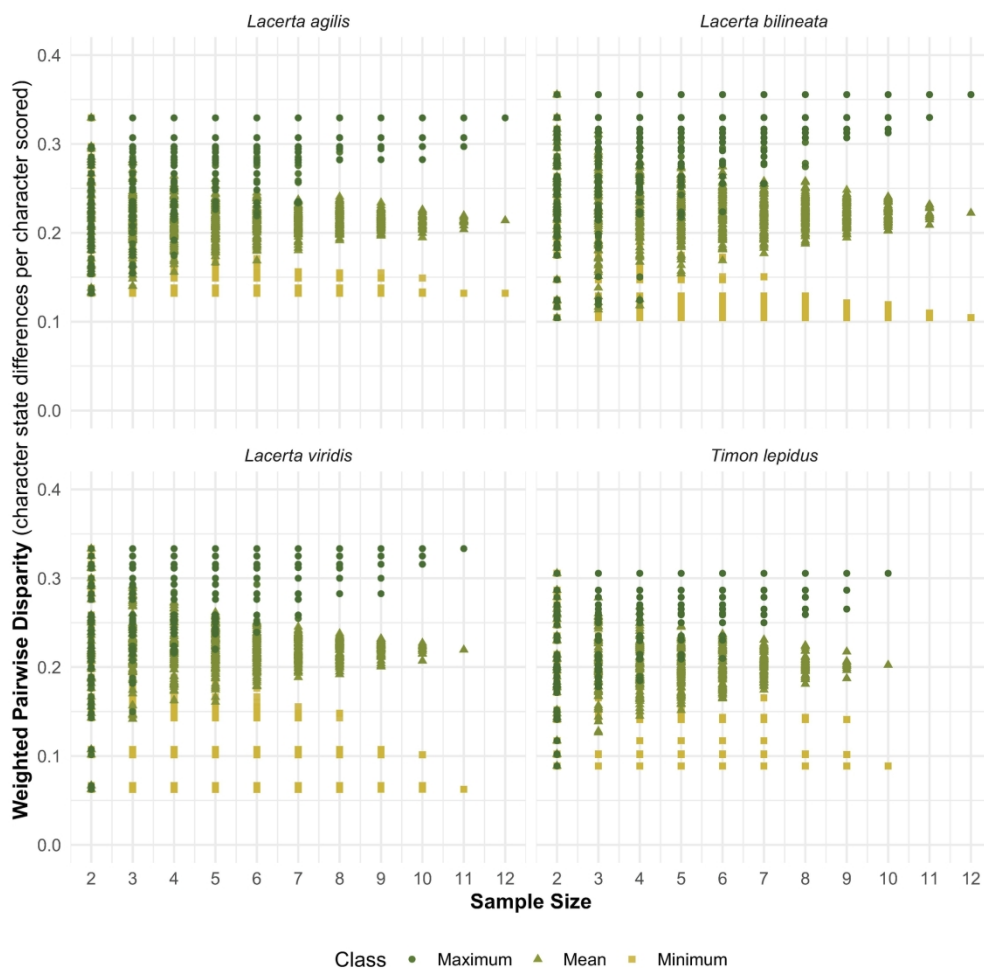 Lacerta agilis
Lacerta bilineata
0.4
0.3
0.2
0.1
0.0
Lacerta viridis
Timon lepidus
0.4
0.3
0.2
0.1
0.0
Weighted Pairwise Disparity (character state differences per character scored)
2 3 4 5 6 7 8 9 10 11 12
2 3 4 5 6 7 8 9 10 11 12
Sample Size
Class Maximum Mean Minimum